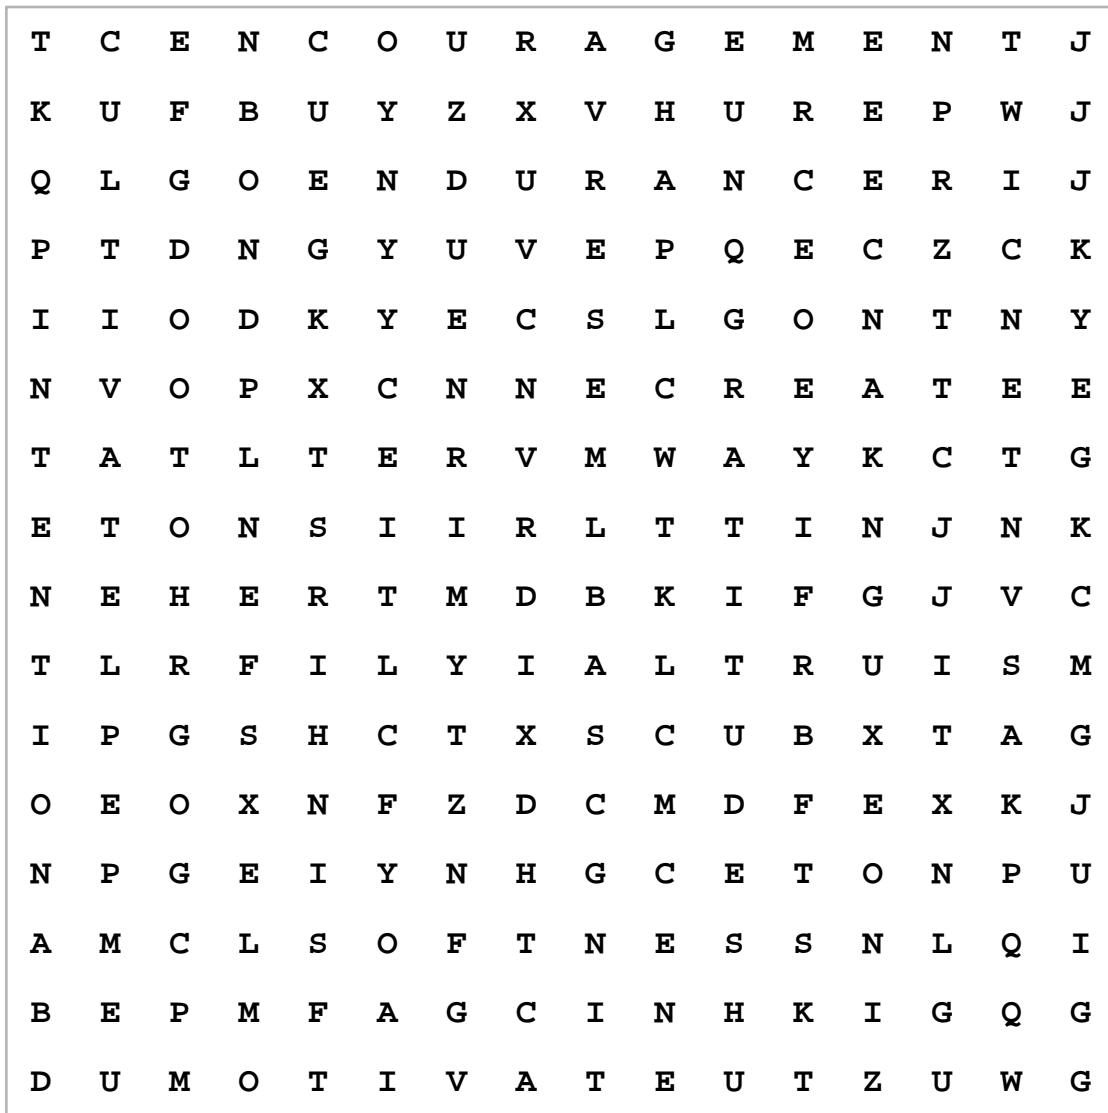 T C E N C O U R A G E M E N T J
K U F B U Y Z X V H U R E P W J
Q L G O E N D U R A N C E R I J
P T D N G Y U V E P Q E C Z C K
I I O D K Y E C S L G O N T N Y
N V O P X C N N E C R E A T E E
T A T L T E R V M W A Y K C T G
E T O N S I I R L T T I N J N K
N E H E R T M D B K I F G J V C
T L R F I L Y I A L T R U I S M
I P G S H C T X S C U B X T A G
O E O X N F Z D C M D F E X K J
N P G E I Y N H G C E T O N P U
A M C L S O F T N E S S N L Q I
B E P M F A G C I N H K I G Q G
D U M O T I V A T E U T Z U W G